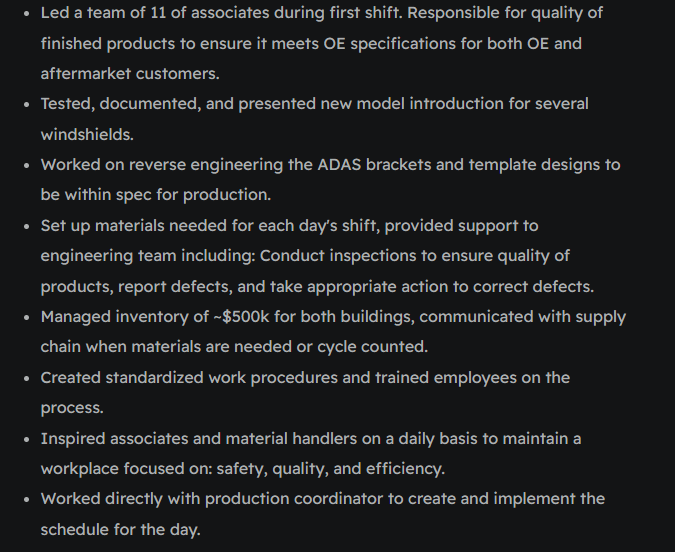 • Led a team of 11 of associates during first shift. Responsible for quality of
finished products to ensure it meets OE specifications for both OE and
aftermarket customers.
• Tested, documented, and presented new model introduction for several
windshields.
• Worked on reverse engineering the ADAS brackets and template designs to
be within spec for production.
• Set up materials needed for each day's shift, provided support to
engineering team including: Conduct inspections to ensure quality of
products, report defects, and take appropriate action to correct defects.
• Managed inventory of ~$500k for both buildings, communicated with supply
chain when materials are needed or cycle counted.
• Created standardized work procedures and trained employees on the
process.
• Inspired associates and material handlers on a daily basis to maintain a
workplace focused on: safety, quality, and efficiency.
• Worked directly with production coordinator to create and implement the
schedule for the day.